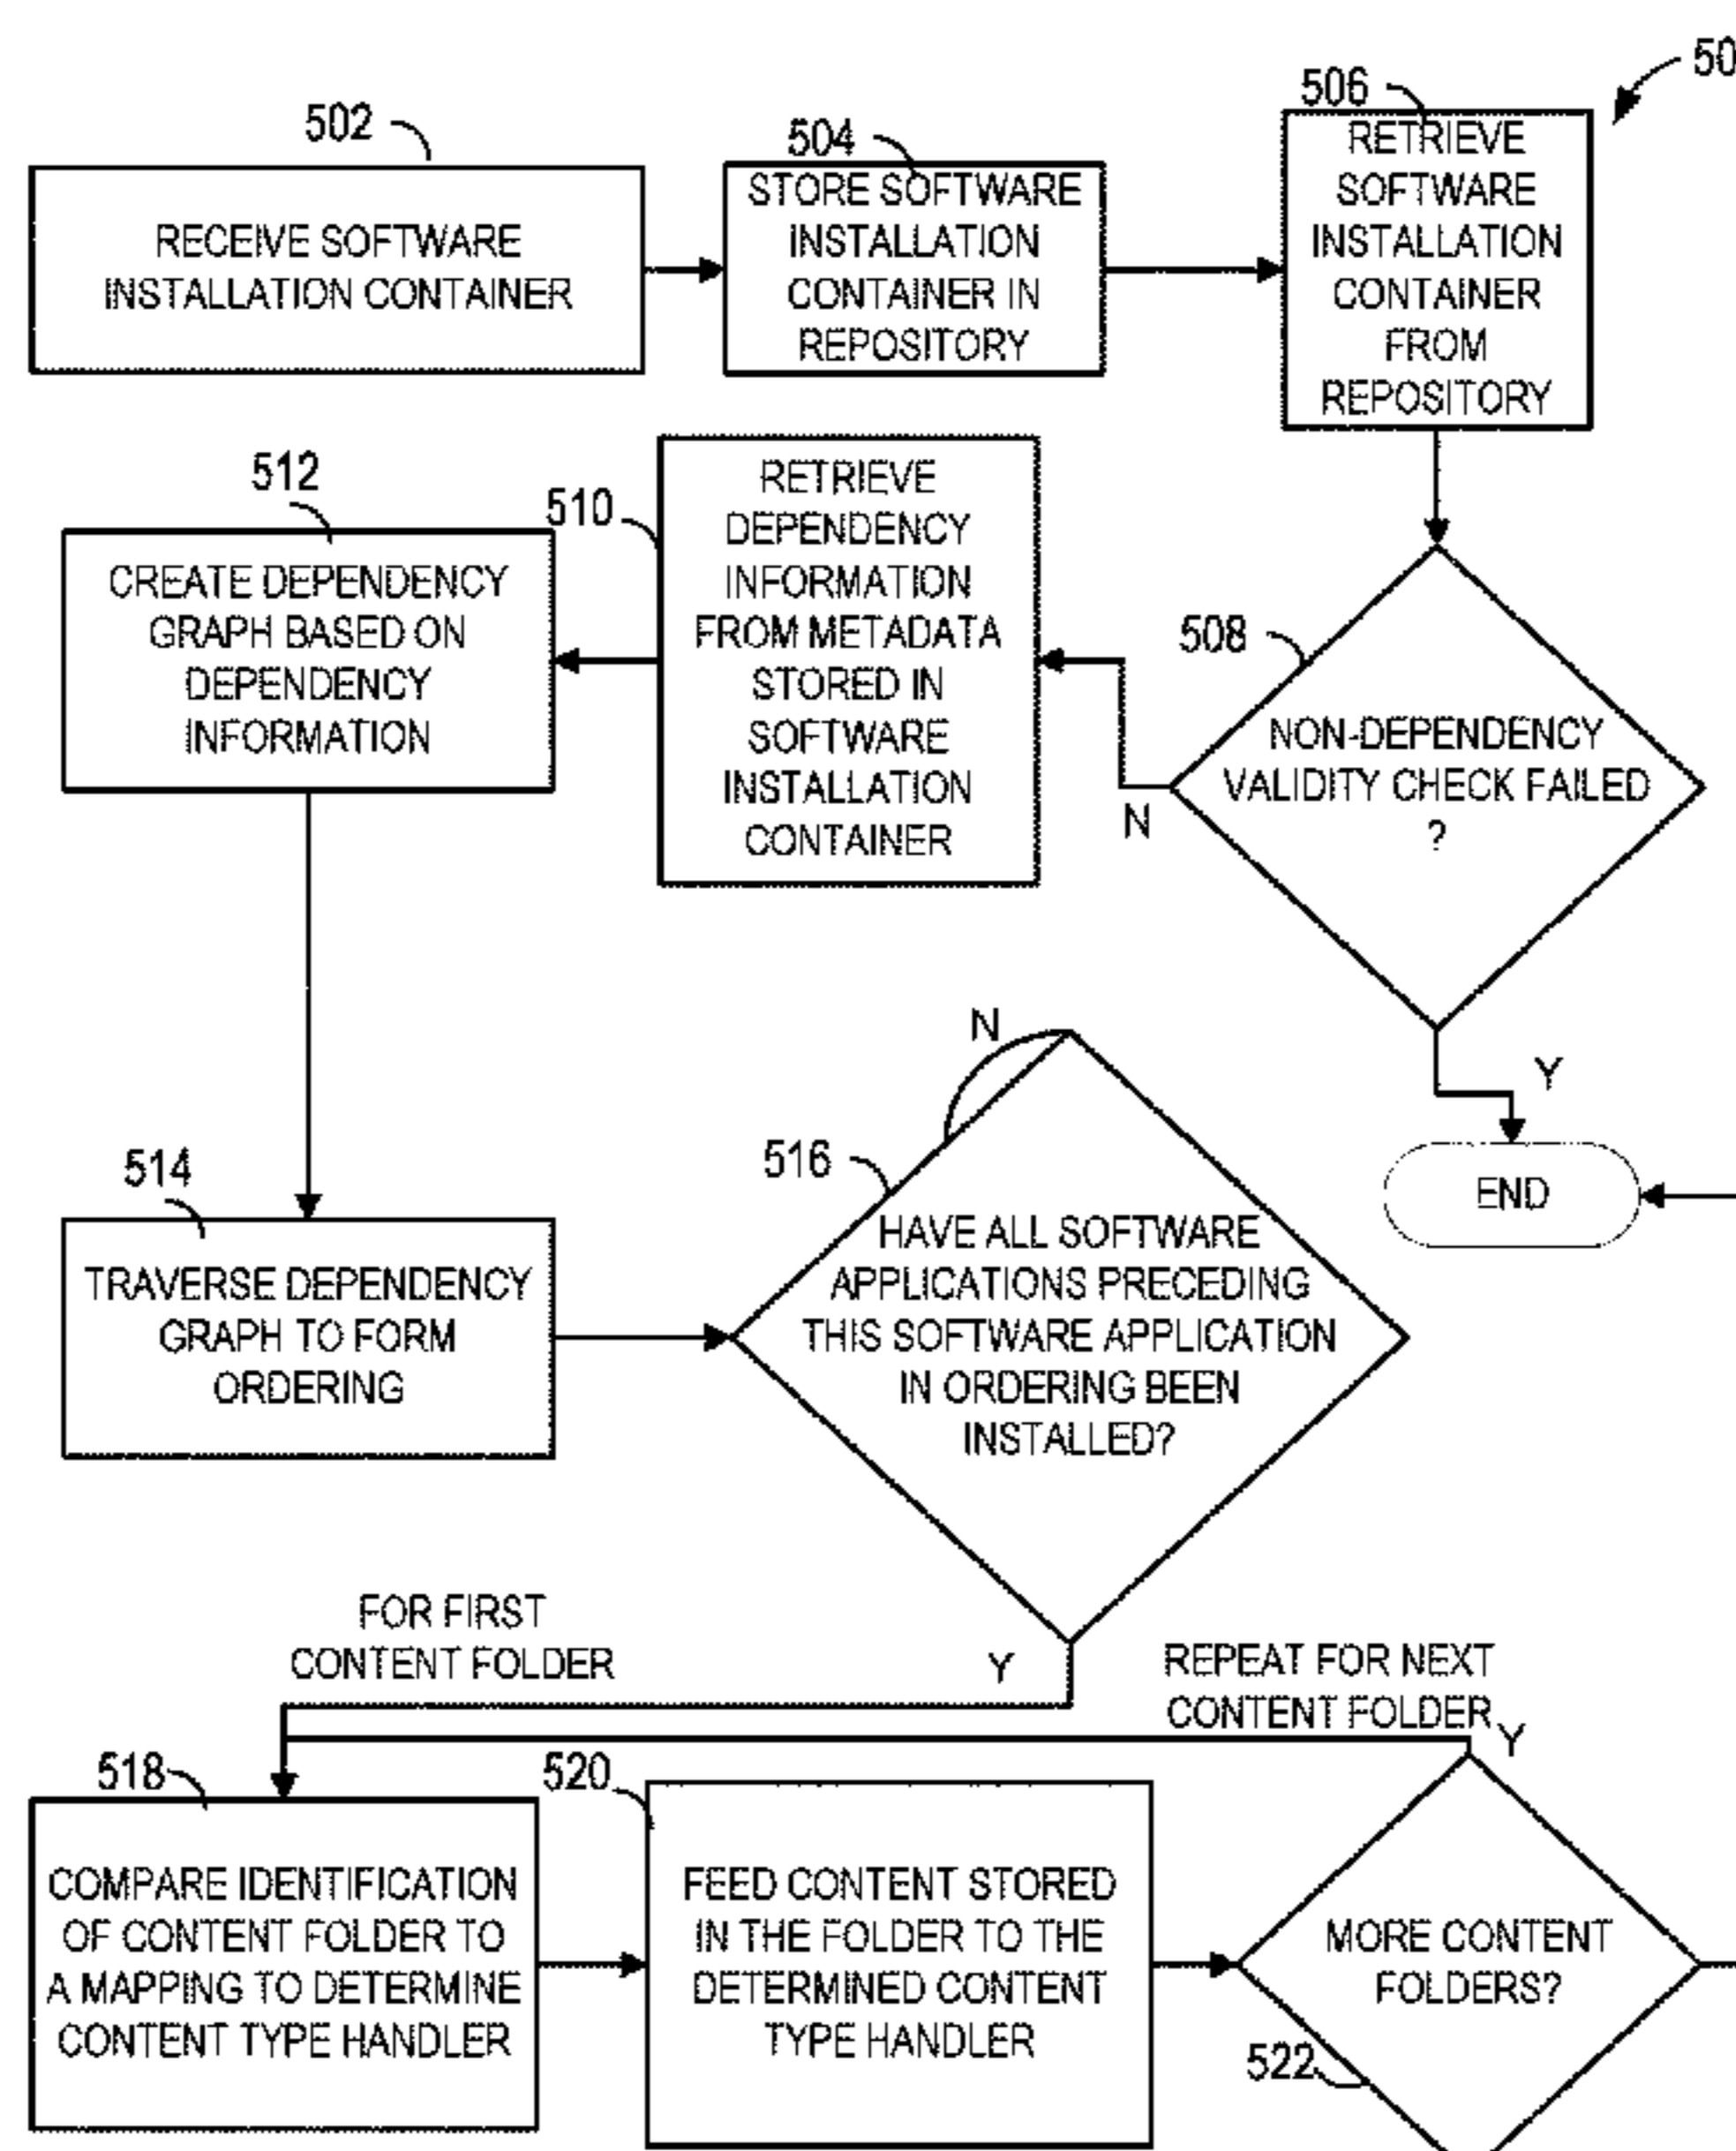 50
502
RECEIVE SOFTWARE
INSTALLATION CONTAINER
504
STORE SOFTWARE
INSTALLATION
CONTAINER IN
REPOSITORY
506
RETRIEVE
SOFTWARE
INSTALLATION
CONTAINER
FROM
REPOSITORY
508
NON-DEPENDENCY
VALIDITY CHECK FAILED
?
N
Y
END
510
RETRIEVE
DEPENDENCY
INFORMATION
FROM METADATA
STORED IN
SOFTWARE
INSTALLATION
CONTAINER
512
CREATE DEPENDENCY
GRAPH BASED ON
DEPENDENCY
INFORMATION
514
TRAVERSE DEPENDENCY
GRAPH TO FORM
ORDERING
516
N
HAVE ALL SOFTWARE
APPLICATIONS PRECEDING
THIS SOFTWARE APPLICATION
IN ORDERING BEEN
INSTALLED?
Y
FOR FIRST
CONTENT FOLDER
518
COMPARE IDENTIFICATION
OF CONTENT FOLDER TO
A MAPPING TO DETERMINE
CONTENT TYPE HANDLER
520
FEED CONTENT STORED
IN THE FOLDER TO THE
DETERMINED CONTENT
TYPE HANDLER
REPEAT FOR NEXT
CONTENT FOLDER
Y
MORE CONTENT
FOLDERS?
522